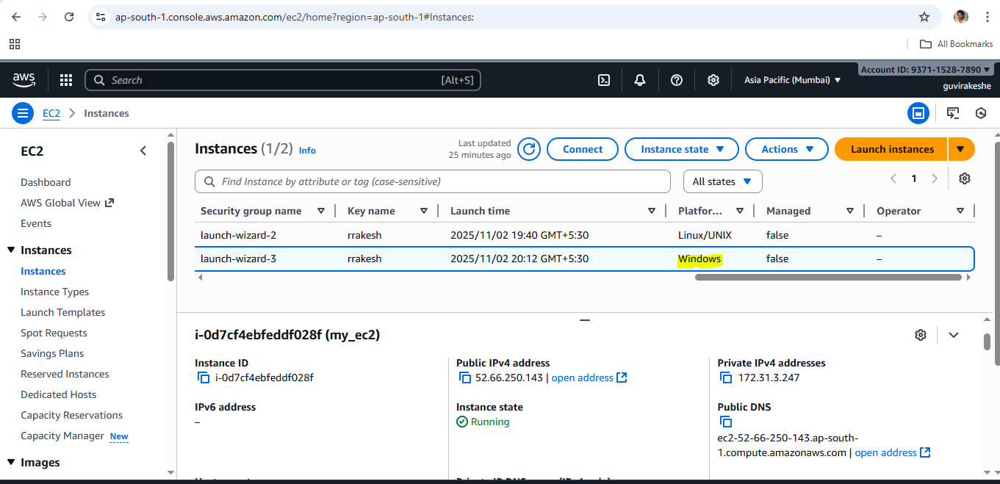 ap-south-1.console.aws.amazon.com/ec2/home?region=ap-south-1#Instances:
All Bookmarks
aws
Search
[Alt+S]
Asia Pacific (Mumbai)
Account ID: 9371-1528-7890
guvirakeshe
EC2
Instances
EC2
Dashboard
AWS Global View
Events
Instances
Instances
Instance Types
Launch Templates
Spot Requests
Savings Plans
Reserved Instances
Dedicated Hosts
Capacity Reservations
Capacity Manager New
Images
Instances (1/2) Info
Last updated
25 minutes ago
Connect
Instance state
Actions
Launch instances
Find Instance by attribute or tag (case-sensitive)
All states
1
Security group name Key name Launch time Platfor... Managed Operator
launch-wizard-2 rrakesh 2025/11/02 19:40 GMT+5:30 Linux/UNIX false –
launch-wizard-3 rrakesh 2025/11/02 20:12 GMT+5:30 Windows false –
i-0d7cf4ebfeddf028f (my_ec2)
Instance ID
i-0d7cf4ebfeddf028f
IPv6 address
–
Public IPv4 address
52.66.250.143 | open address
Instance state
Running
Private IPv4 addresses
172.31.3.247
Public DNS
ec2-52-66-250-143.ap-south-
1.compute.amazonaws.com | open address